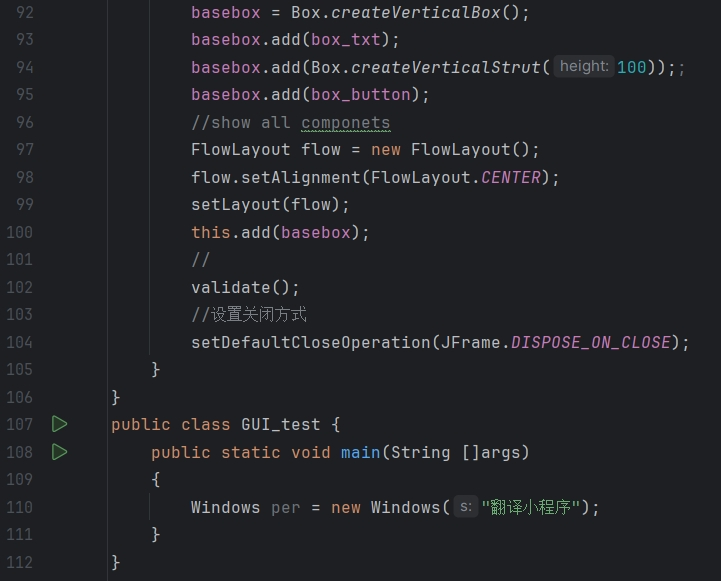 92 basebox = Box.createVerticalBox();
93 basebox.add(box_txt);
94 basebox.add(Box.createVerticalStrut( height: 100));;
95 basebox.add(box_button);
96 //show all componets
97 FlowLayout flow = new FlowLayout();
98 flow.setAlignment(FlowLayout.CENTER);
99 setLayout(flow);
100 this.add(basebox);
101 //
102 validate();
103 //设置关闭方式
104 setDefaultCloseOperation(JFrame.DISPOSE_ON_CLOSE);
105 }
106 }
107 public class GUI_test {
108 public static void main(String []args)
109 {
110 Windows per = new Windows( s: "翻译小程序");
111 }
112 }